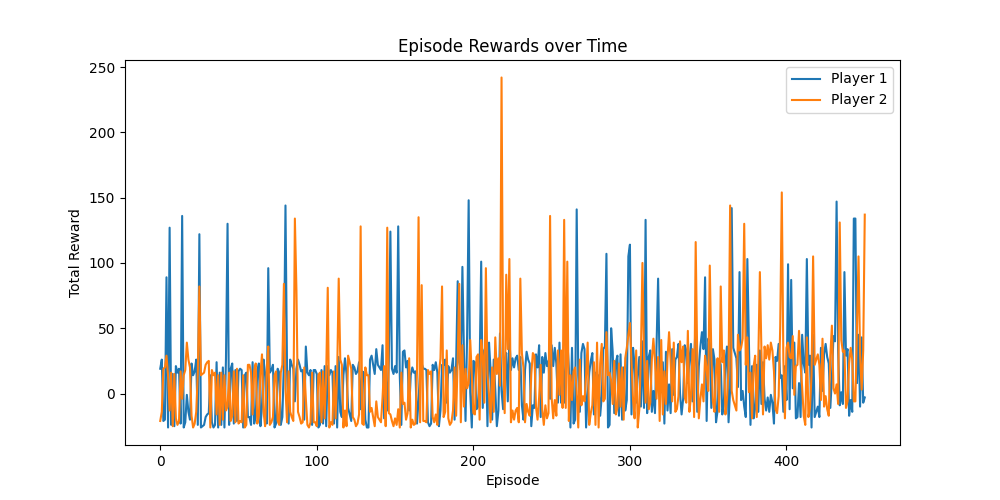 Episode Rewards over Time
Player 1
Player 2
250
200
150
100
50
0
Total Reward
0 100 200 300 400
Episode